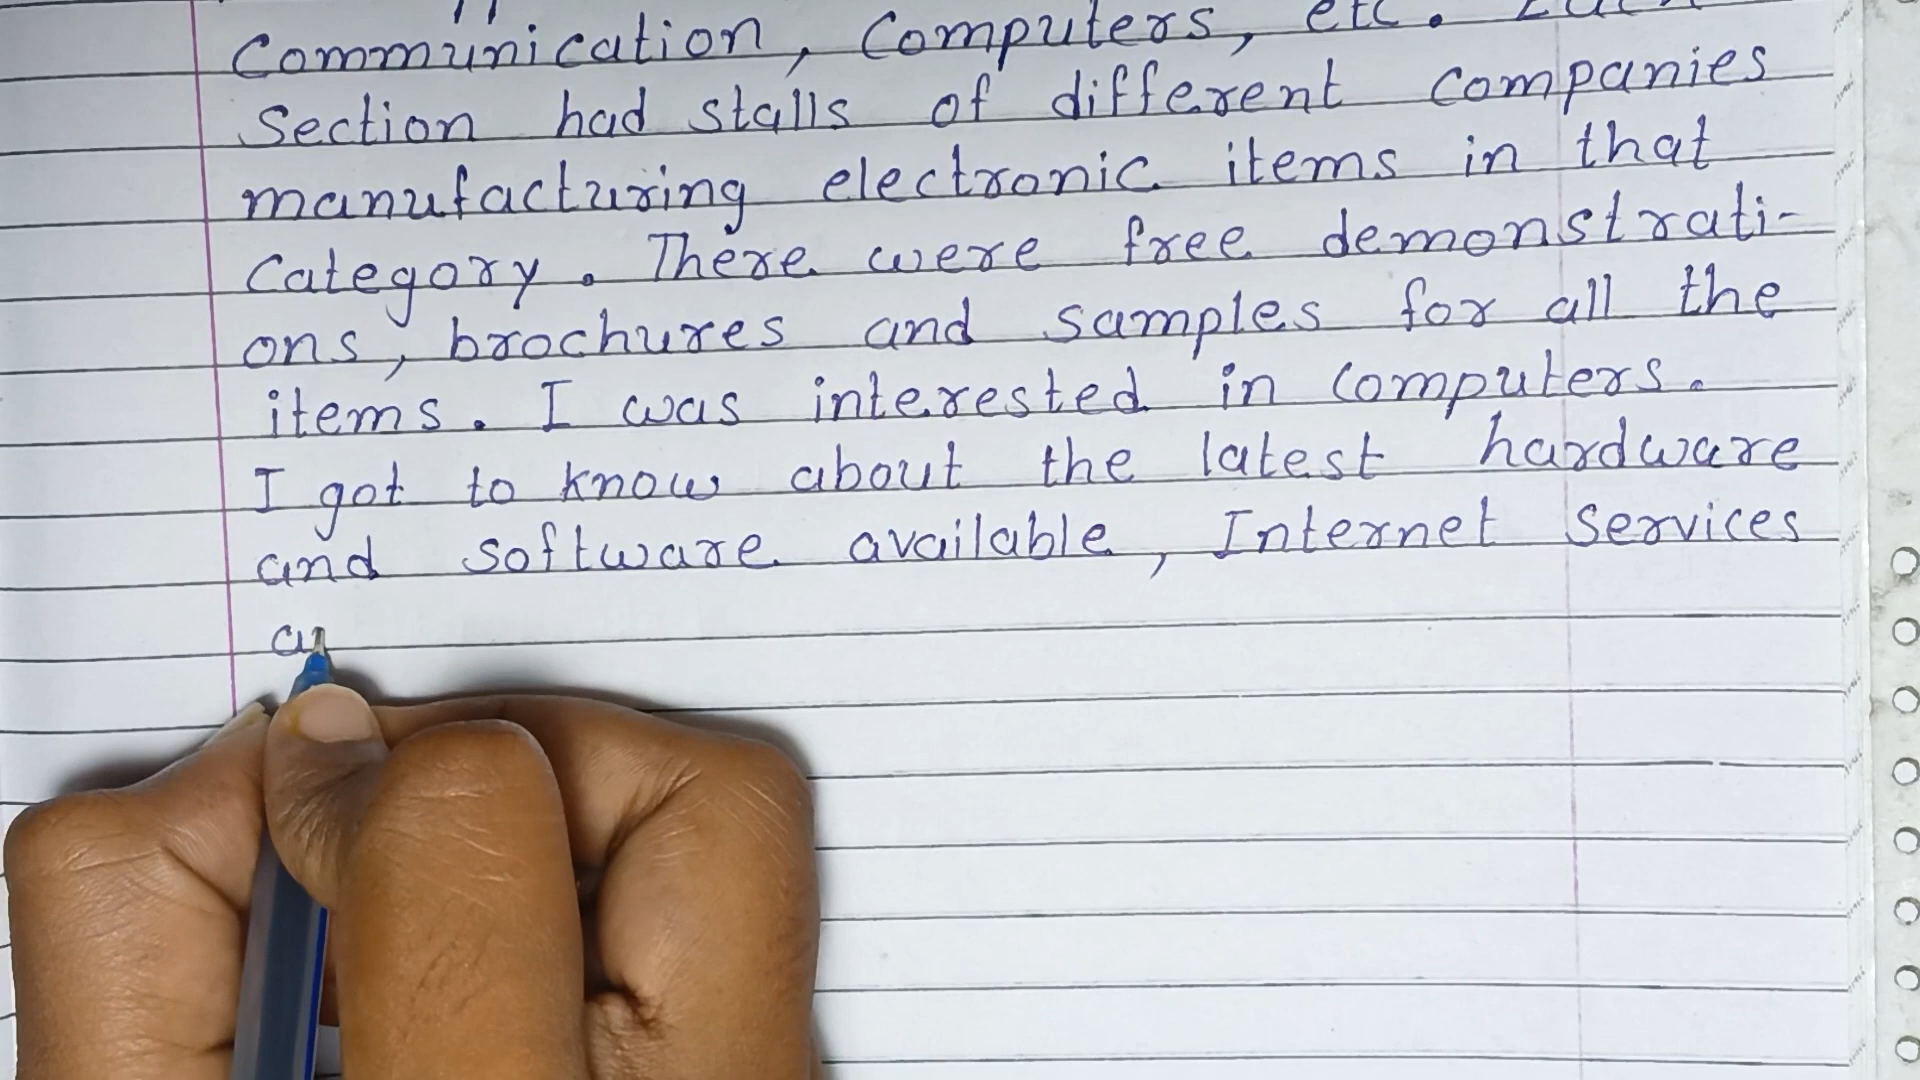 Communication, Computers, etc. Each
Section had stalls of different companies
manufacturing electronic items in that
Category. There were free demonstrati-
ons, brochures and samples for all the
items. I was interested in Computers.
I got to know about the latest hardware
and software available, Internet Services
an